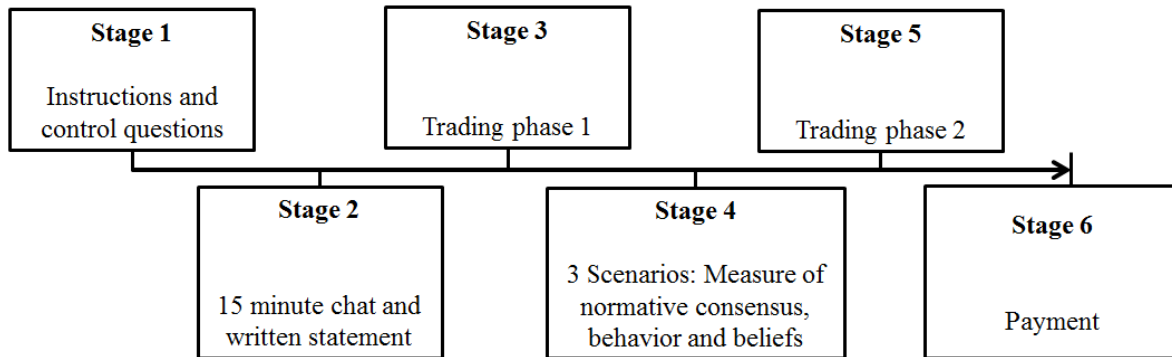 Stage 1
Instructions and
control questions
Stage 2
15 minute chat and
written statement
Stage 3
Trading phase 1
Stage 4
3 Scenarios: Measure of
normative consensus,
behavior and beliefs
Stage 5
Trading phase 2
Stage 6
Payment